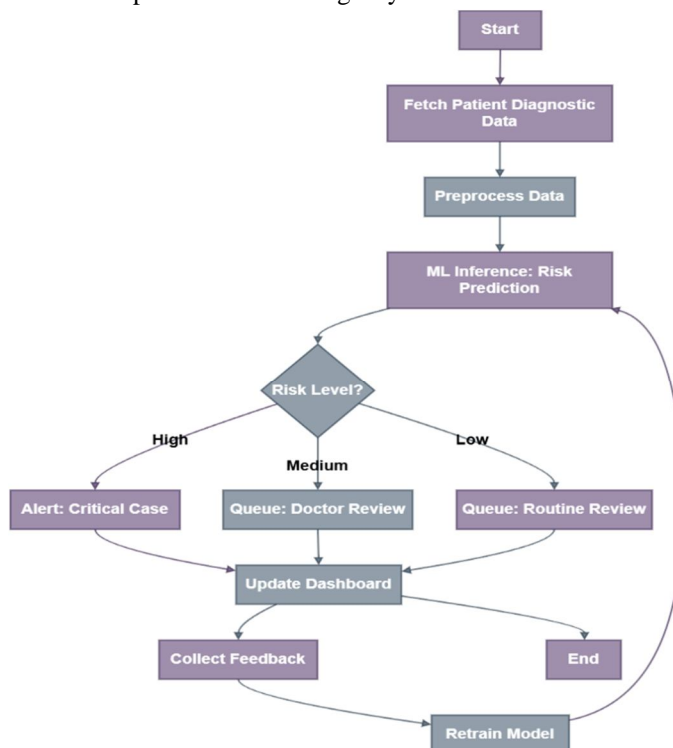 Start
Fetch Patient Diagnostic
Data
Preprocess Data
ML Inference: Risk
Prediction
Risk Level?
High
Medium
Low
Alert: Critical Case
Queue: Doctor Review
Queue: Routine Review
Update Dashboard
Collect Feedback
End
Retrain Model